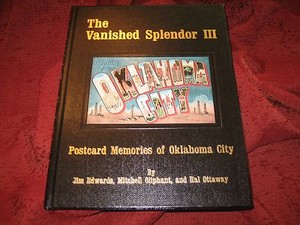 The
Vanished Splendor III
OKLAHOMA
CITY
Postcard Memories of Oklahoma City
By
Jim Edwards, Mitchell Oliphant, and Hal Ottaway